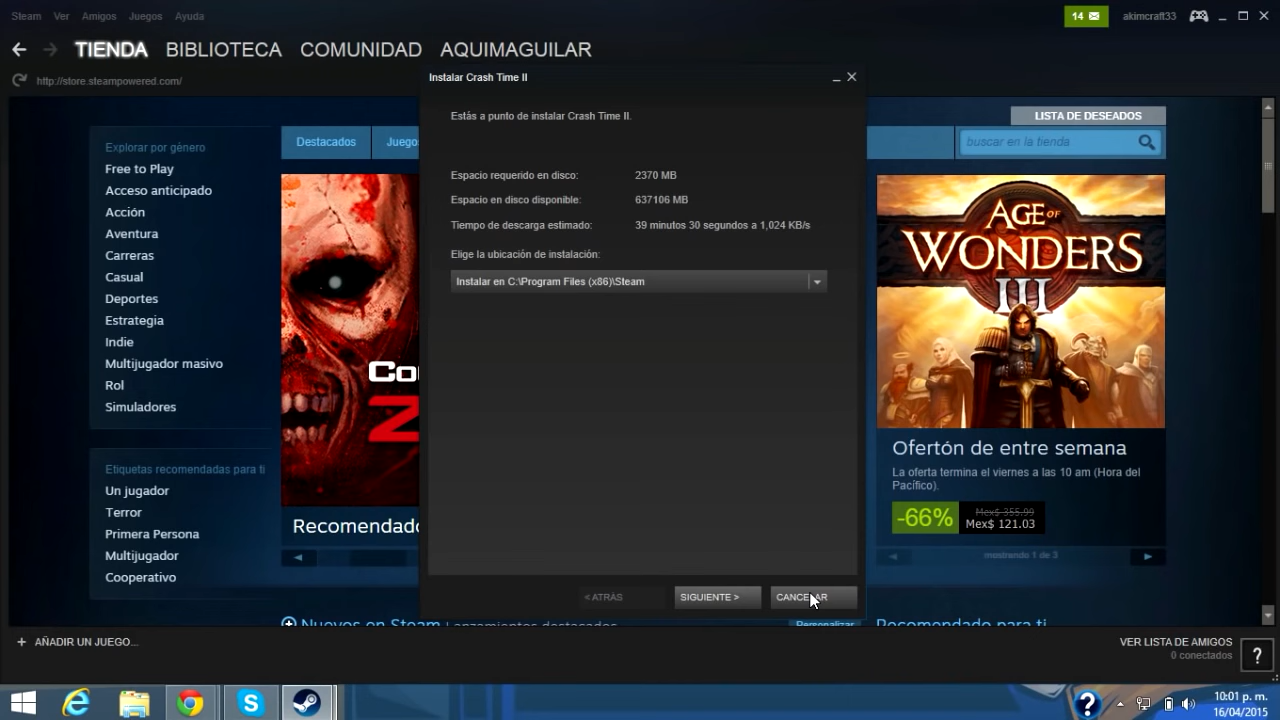 Steam Ver Amigos Juegos Ayuda
14
akimcraft33
TIENDA BIBLIOTECA COMUNIDAD AQUIMAGUILAR
http://store.steampowered.com/
Instalar Crash Time II
Estás a punto de instalar Crash Time II.
Espacio requerido en disco: 2370 MB
Espacio en disco disponible: 637106 MB
Tiempo de descarga estimado: 39 minutos 30 segundos a 1,024 KB/s
Elige la ubicación de instalación:
Instalar en C:\Program Files (x86)\Steam
< ATRÁS SIGUIENTE > CANCELAR
LISTA DE DESEADOS
Destacados
buscar en la tienda
Explorar por género
Free to Play
Acceso anticipado
Acción
Aventura
Carreras
Casual
Deportes
Estrategia
Indie
Multijugador masivo
Rol
Simuladores
Etiquetas recomendadas para ti
Un jugador
Terror
Primera Persona
Multijugador
Cooperativo
AGE OF
WONDERS
III
Ofertón de entre semana
La oferta termina el viernes a las 10 am (Hora del
Pacífico).
-66%
Mex$ 355.99
Mex$ 121.03
mostrando 1 de 3
Nuevos en Steam Lanzamientos destacados
Personalizar
Recomendado para ti
+ AÑADIR UN JUEGO...
VER LISTA DE AMIGOS
0 conectados
?
10:01 p. m.
16/04/2015